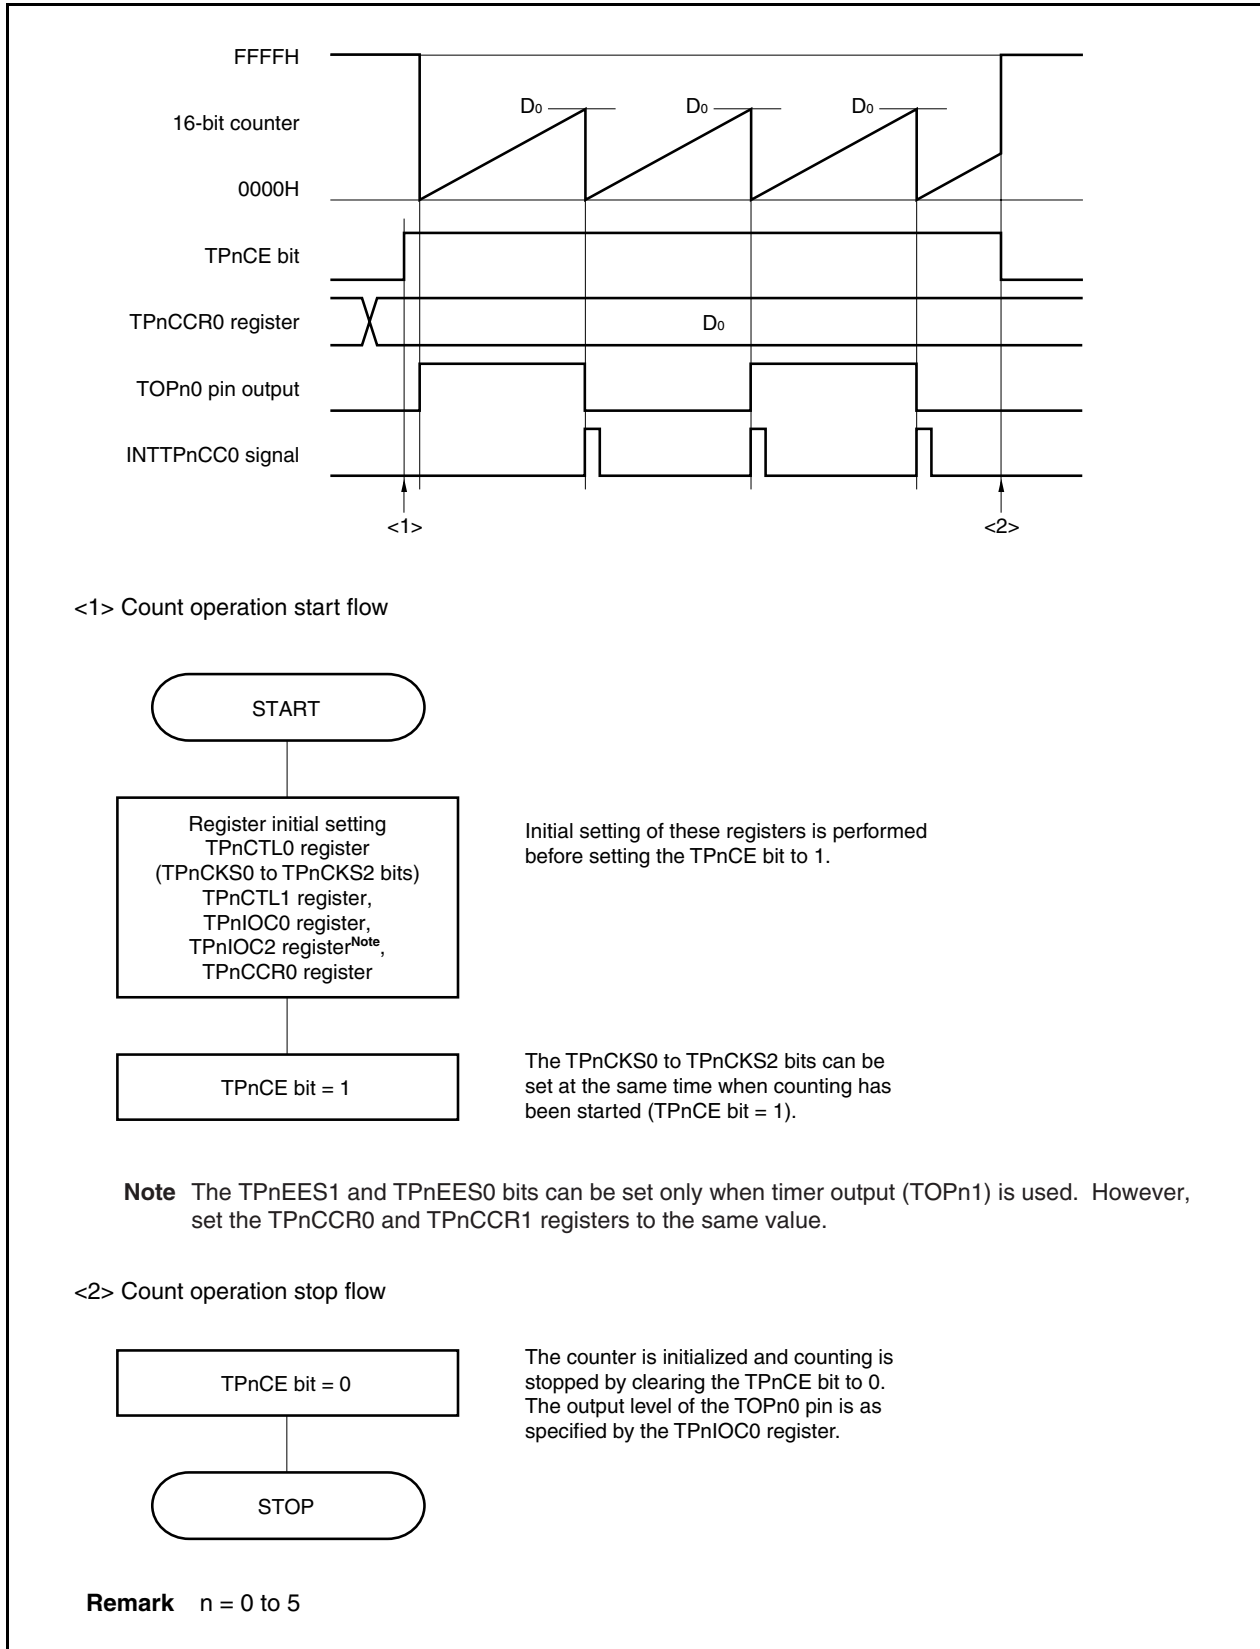 FFFFH
16-bit counter
0000H
D0
D0
D0
TPnCE bit
TPnCCR0 register
D0
TOPn0 pin output
INTTPnCC0 signal
<1>
<2>
<1> Count operation start flow
START
Register initial setting
TPnCTL0 register
(TPnCKS0 to TPnCKS2 bits)
TPnCTL1 register,
TPnIOC0 register,
TPnIOC2 registerNote,
TPnCCR0 register
Initial setting of these registers is performed
before setting the TPnCE bit to 1.
TPnCE bit = 1
The TPnCKS0 to TPnCKS2 bits can be
set at the same time when counting has
been started (TPnCE bit = 1).
Note The TPnEES1 and TPnEES0 bits can be set only when timer output (TOPn1) is used. However,
set the TPnCCR0 and TPnCCR1 registers to the same value.
<2> Count operation stop flow
TPnCE bit = 0
The counter is initialized and counting is
stopped by clearing the TPnCE bit to 0.
The output level of the TOPn0 pin is as
specified by the TPnIOC0 register.
STOP
Remark n = 0 to 5